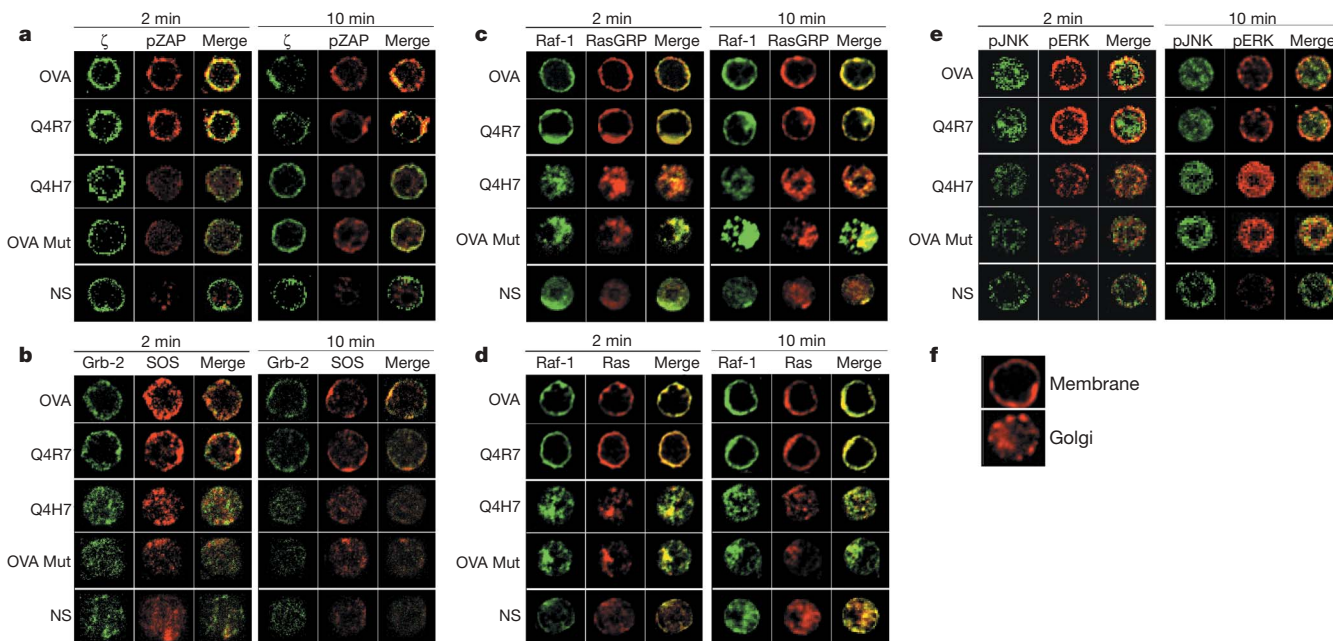 a
2 min 10 min
ζ pZAP Merge ζ pZAP Merge
OVA
Q4R7
Q4H7
OVA Mut
NS
b
2 min 10 min
Grb-2 SOS Merge Grb-2 SOS Merge
OVA
Q4R7
Q4H7
OVA Mut
NS
c
2 min 10 min
Raf-1 RasGRP Merge Raf-1 RasGRP Merge
OVA
Q4R7
Q4H7
OVA Mut
NS
d
2 min 10 min
Raf-1 Ras Merge Raf-1 Ras Merge
OVA
Q4R7
Q4H7
OVA Mut
NS
e
2 min 10 min
pJNK pERK Merge pJNK pERK Merge
OVA
Q4R7
Q4H7
OVA Mut
NS
f
Membrane
Golgi